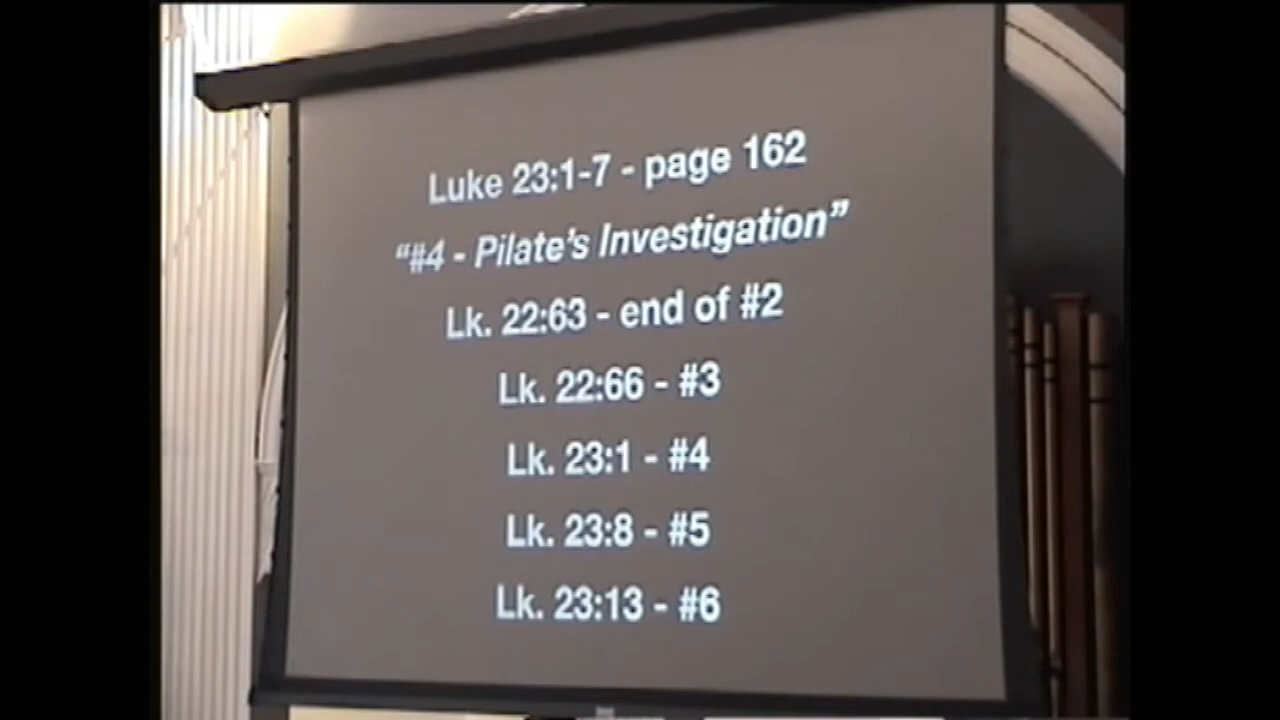 Luke 23:1-7 - page 162
“#4 - Pilate’s Investigation”
Lk. 22:63 - end of #2
Lk. 22:66 - #3
Lk. 23:1 - #4
Lk. 23:8 - #5
Lk. 23:13 - #6